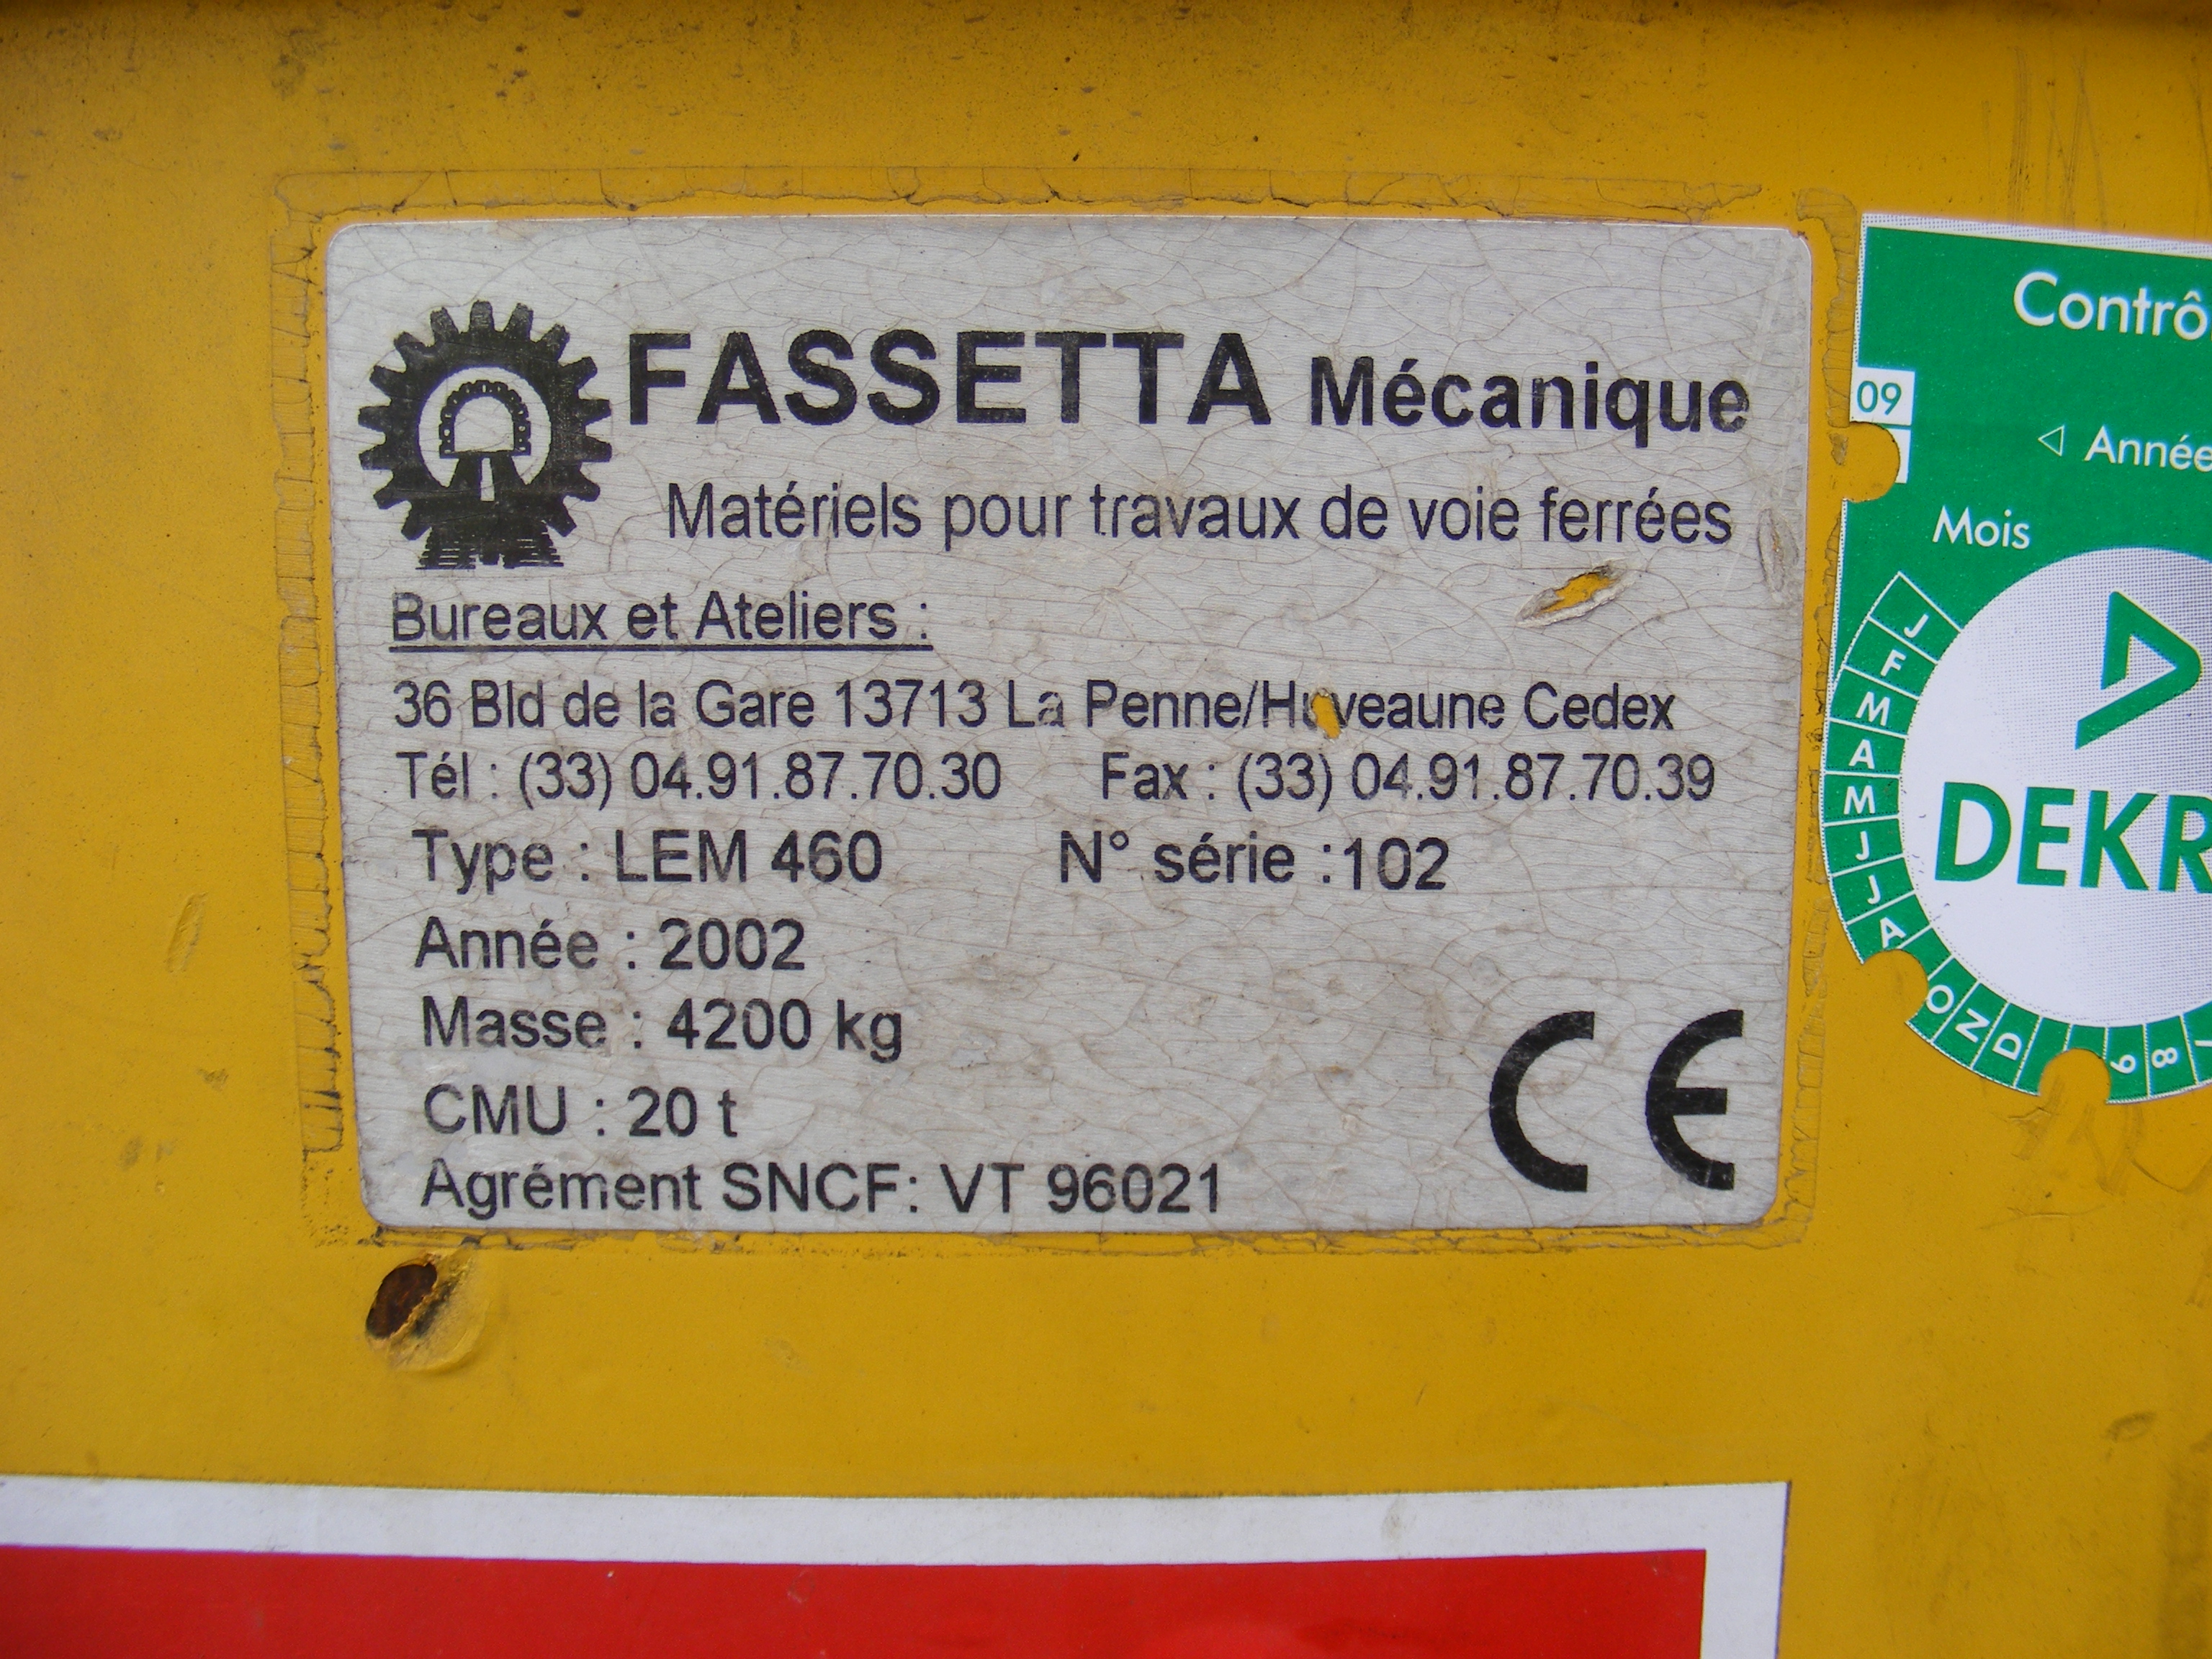 FASSETTA Mécanique
Matériels pour travaux de voie ferrées
Bureaux et Ateliers :
36 Bld de la Gare 13713 La Penne/Huveaune Cedex
Tél : (33) 04.91.87.70.30 Fax : (33) 04.91.87.70.39
Type : LEM 460 N° série :102
Année : 2002
Masse : 4200 kg
CMU : 20 t
Agrément SNCF: VT 96021
CE
Contrô
09
Année
Mois
J F M A M J J A O N D
9 8
DEKR